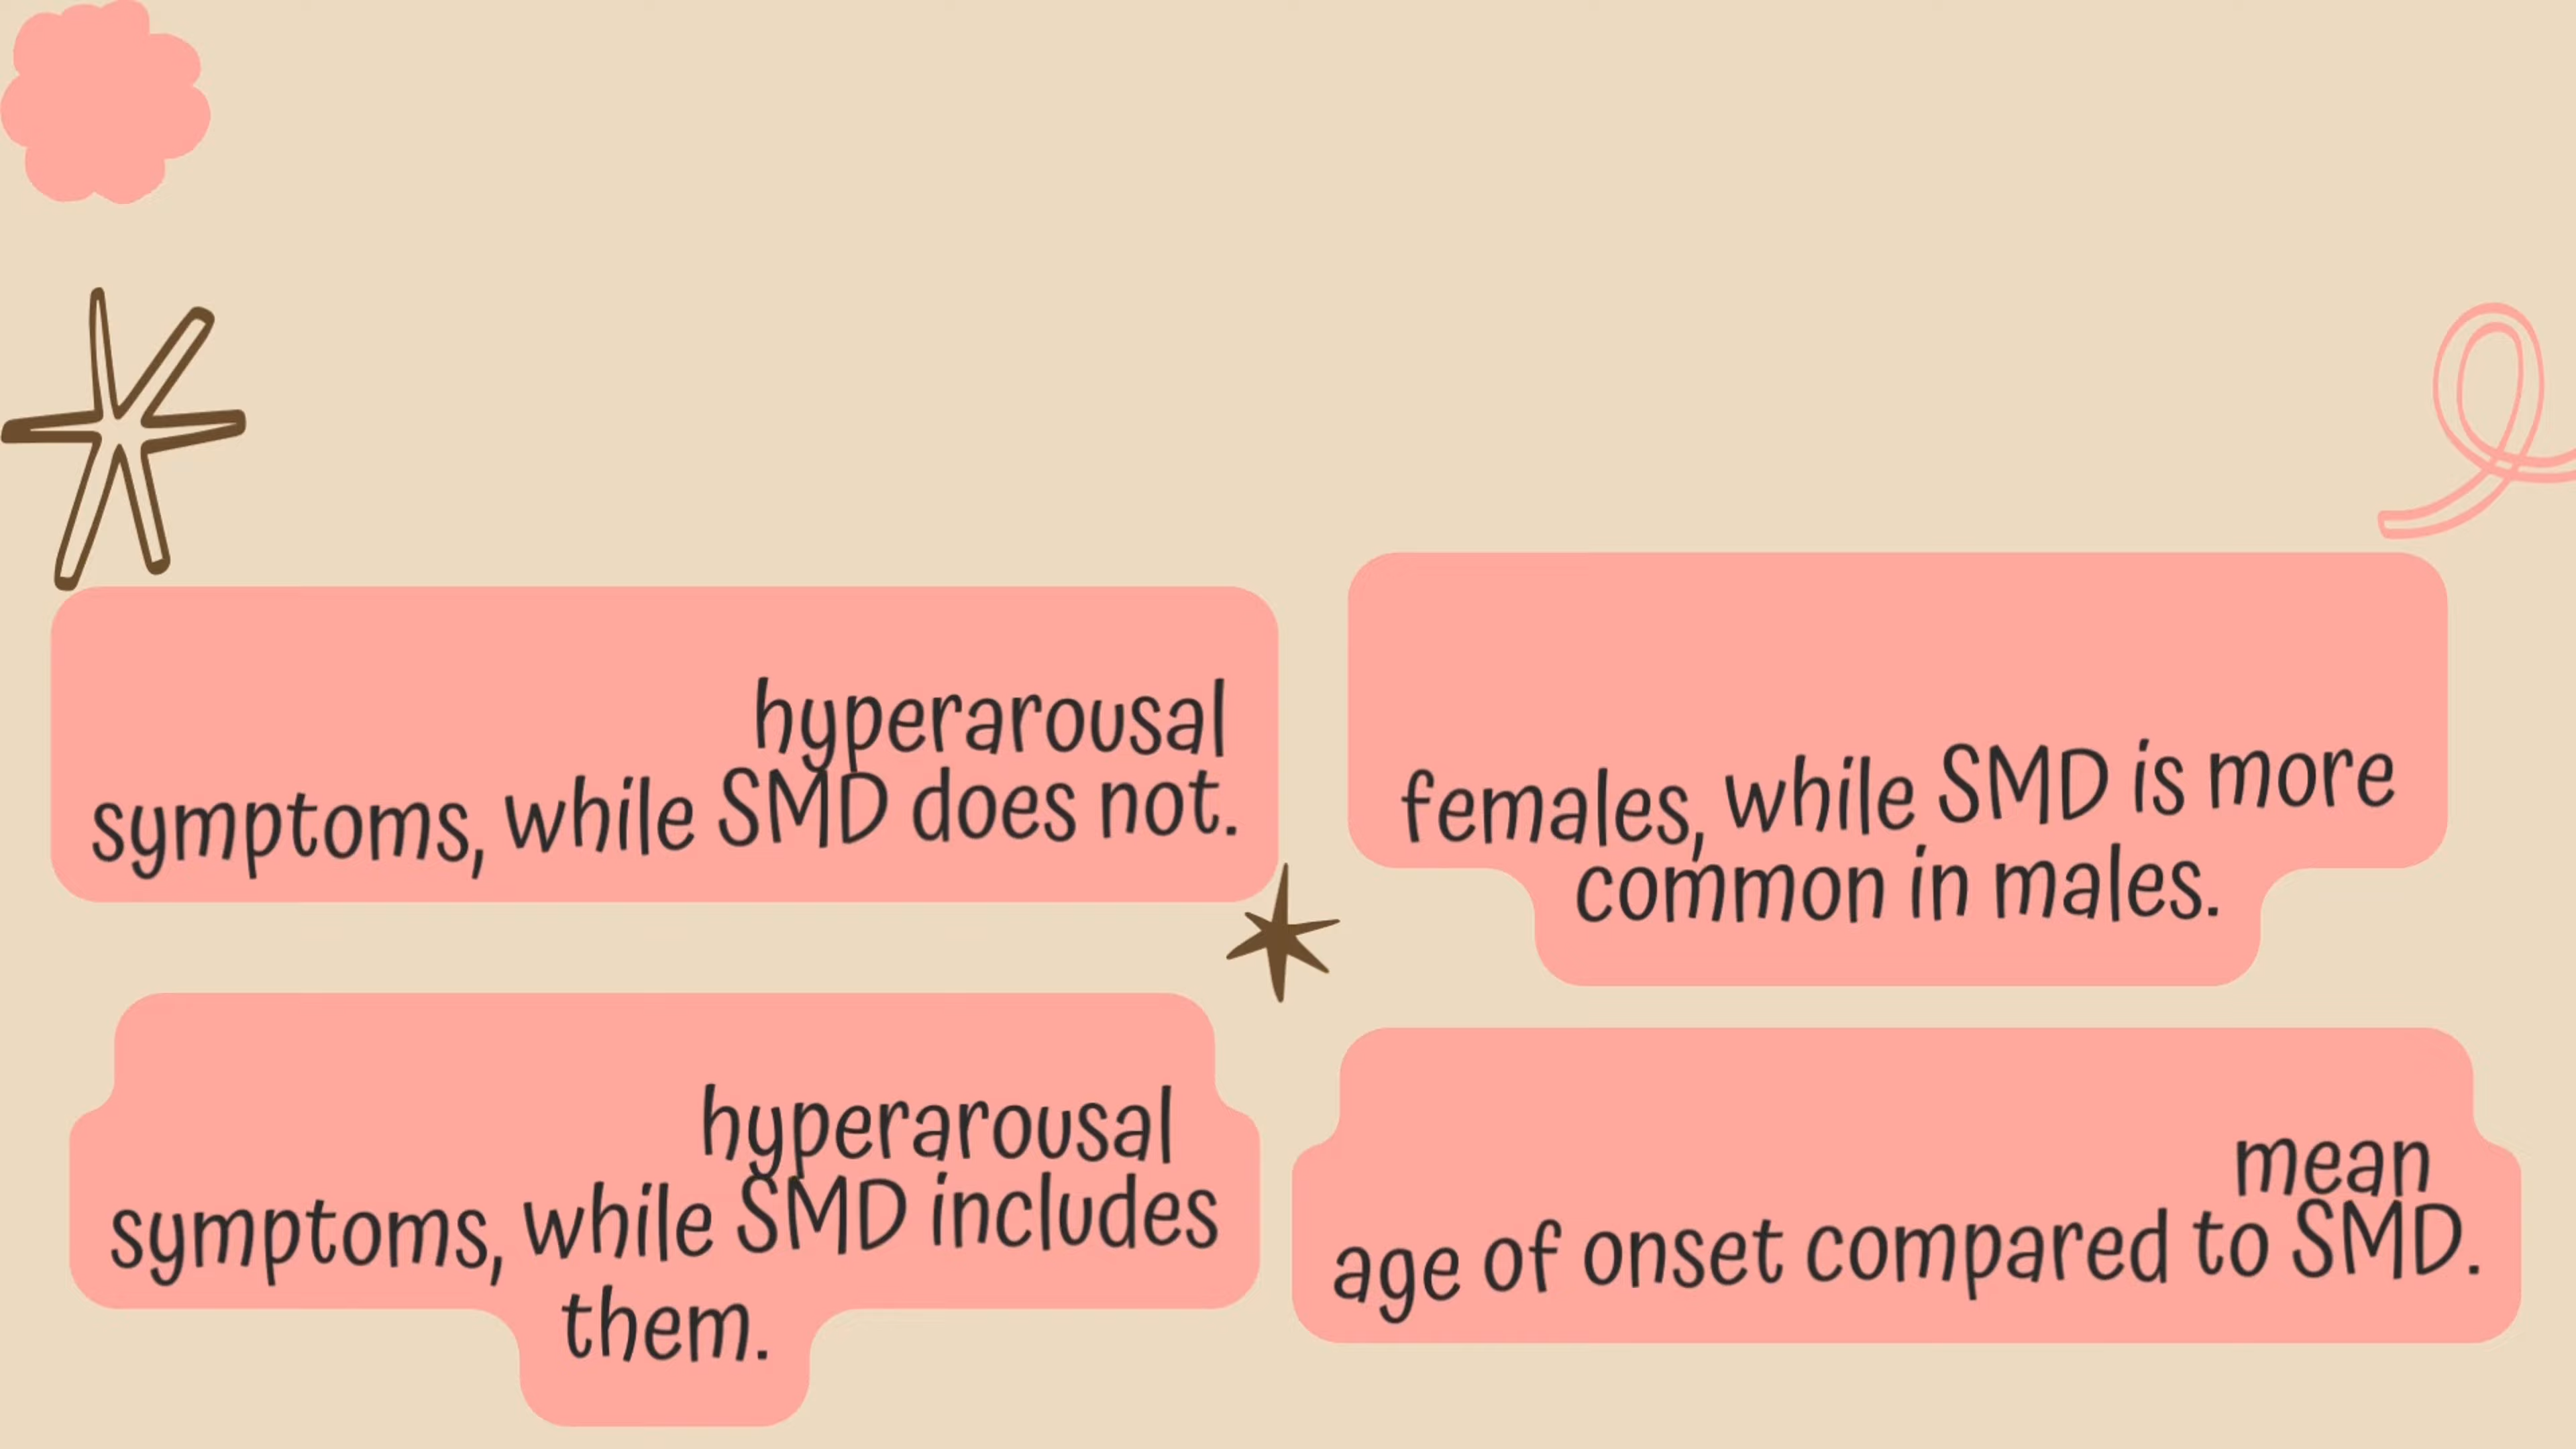 hyperarousal
symptoms, while SMD does not.
females, while SMD is more
common in males.
hyperarousal
symptoms, while SMD includes
them.
mean
age of onset compared to SMD.